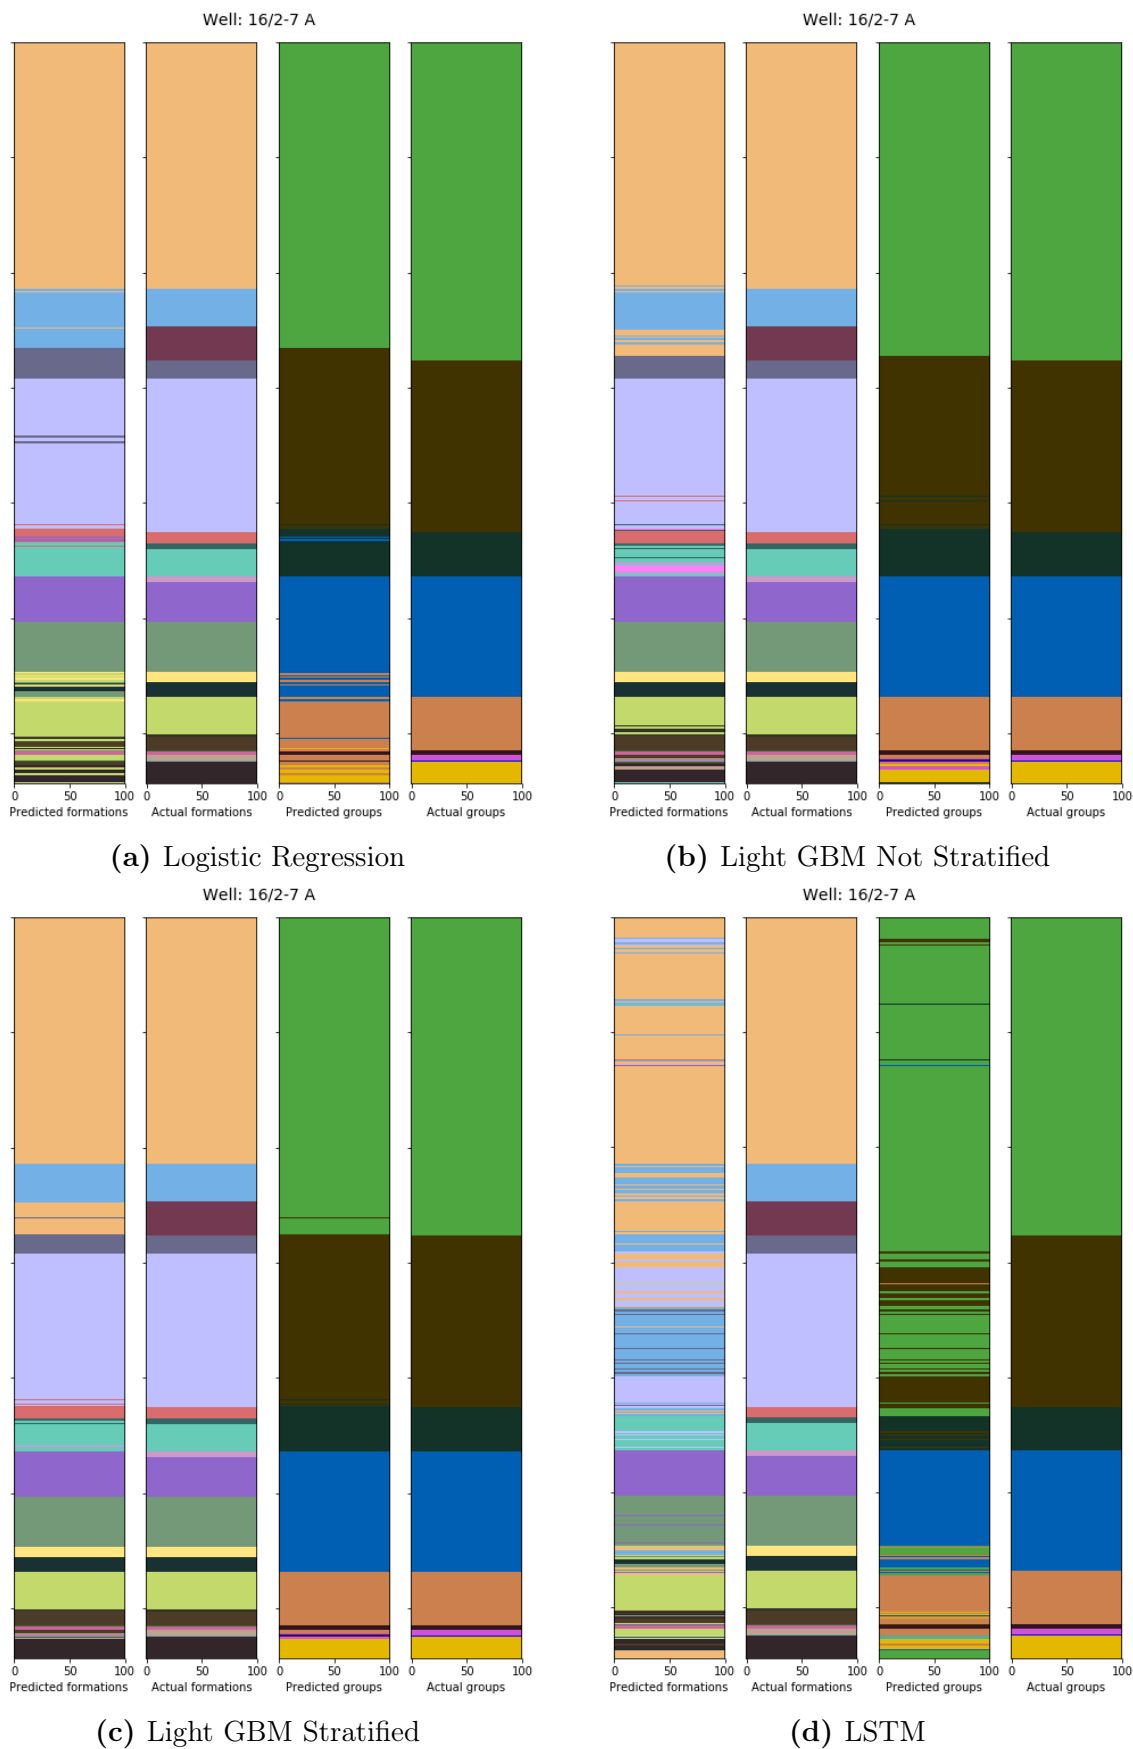 Well: 16/2-7 A
Well: 16/2-7 A
0 50 100 0 50 100 0 50 100 0 50 100
Predicted formations Actual formations Predicted groups Actual groups
0 50 100 0 50 100 0 50 100 0 50 100
Predicted formations Actual formations Predicted groups Actual groups
(a) Logistic Regression
(b) Light GBM Not Stratified
Well: 16/2-7 A
Well: 16/2-7 A
0 50 100 0 50 100 0 50 100 0 50 100
Predicted formations Actual formations Predicted groups Actual groups
0 50 100 0 50 100 0 50 100 0 50 100
Predicted formations Actual formations Predicted groups Actual groups
(c) Light GBM Stratified
(d) LSTM